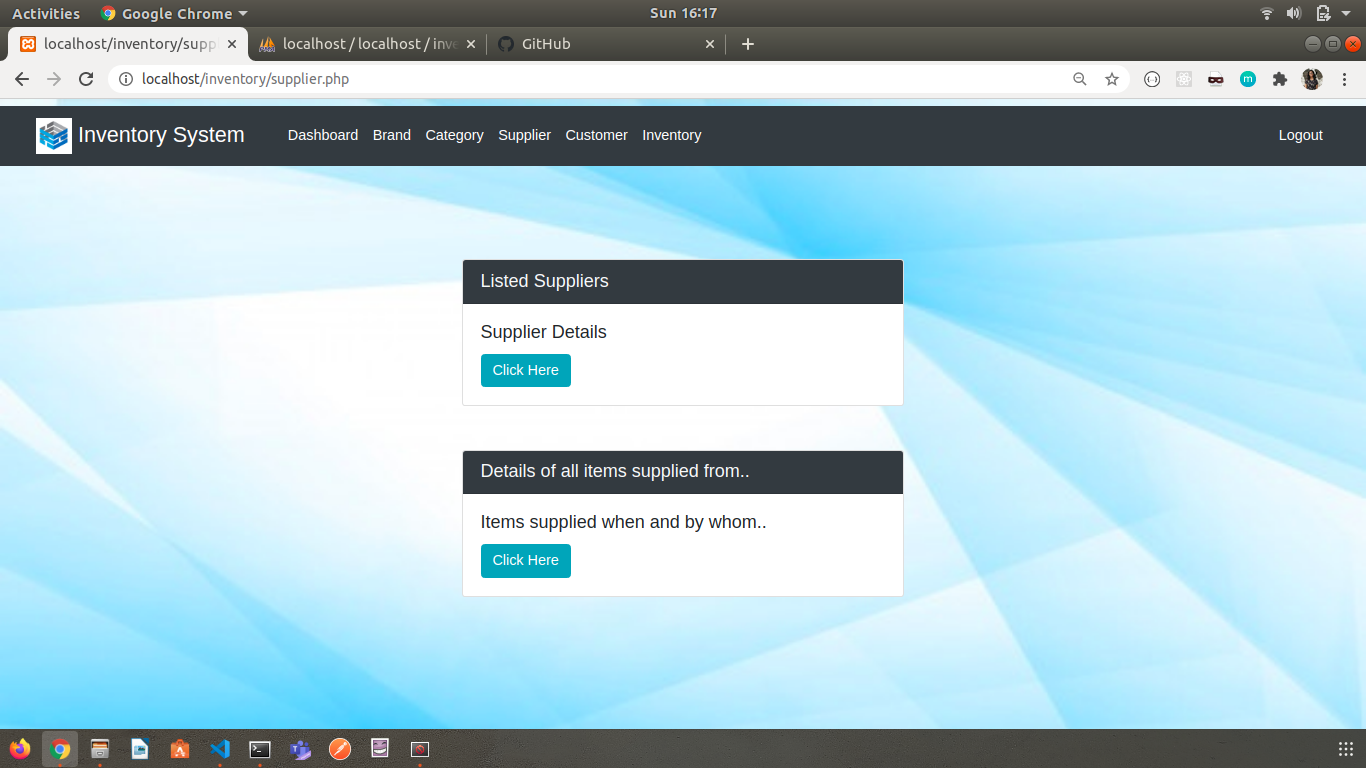 Activities Google Chrome Sun 16:17
localhost/inventory/supp localhost / localhost / inve GitHub
localhost/inventory/supplier.php
Inventory System Dashboard Brand Category Supplier Customer Inventory Logout
Listed Suppliers
Supplier Details
Click Here
Details of all items supplied from..
Items supplied when and by whom..
Click Here